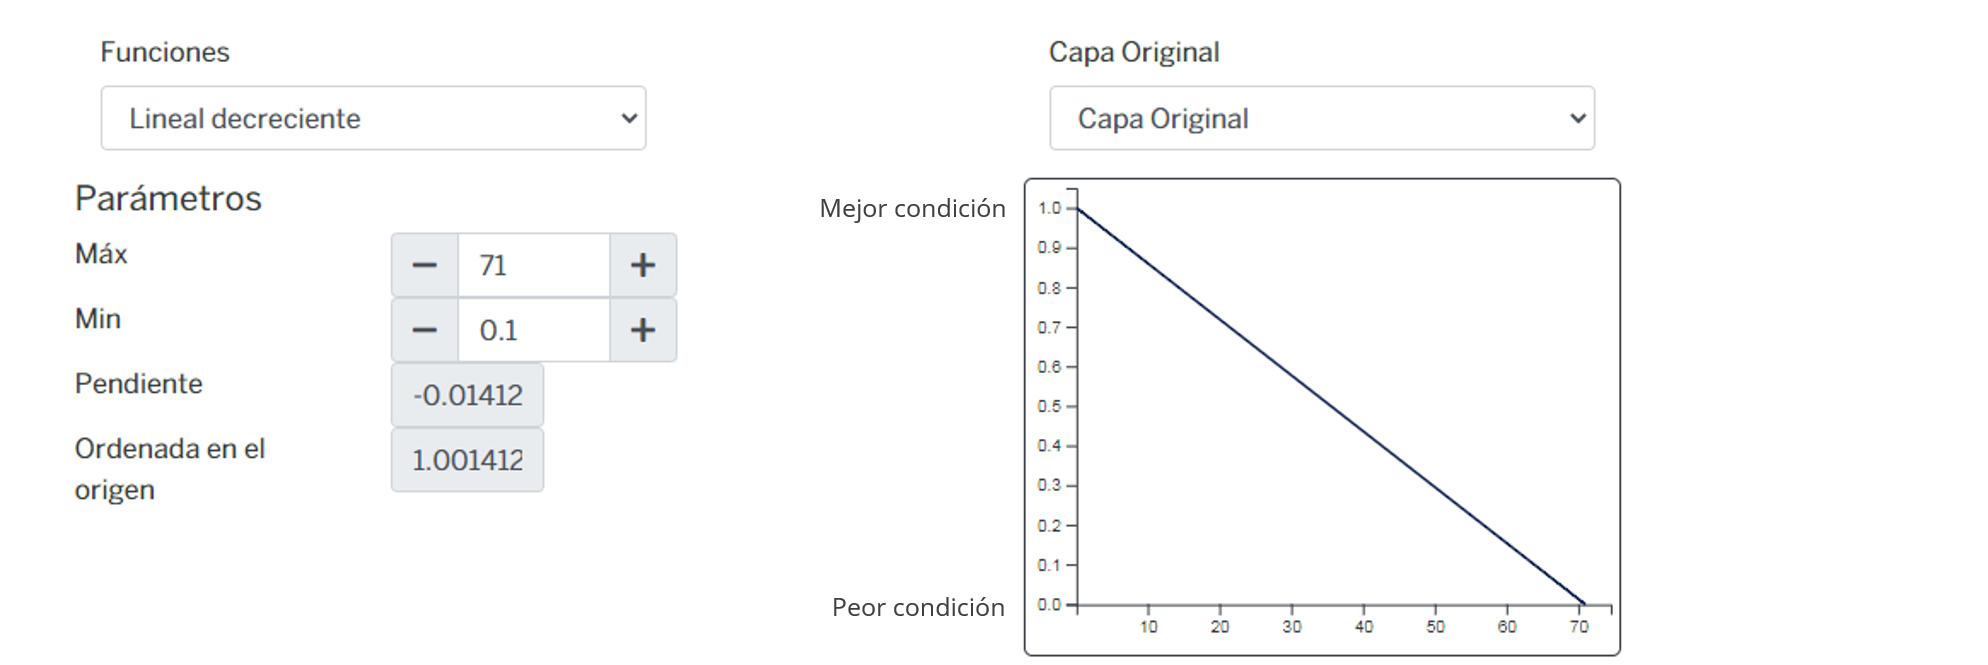 Funciones
Lineal decreciente
Parámetros
Máx
71
Min
0.1
Pendiente
-0.01412
Ordenada en el
origen
1.001412
Capa Original
Capa Original
Mejor condición
Peor condición
1.0
0.9
0.8
0.7
0.6
0.5
0.4
0.3
0.2
0.1
0.0
10 20 30 40 50 60 70